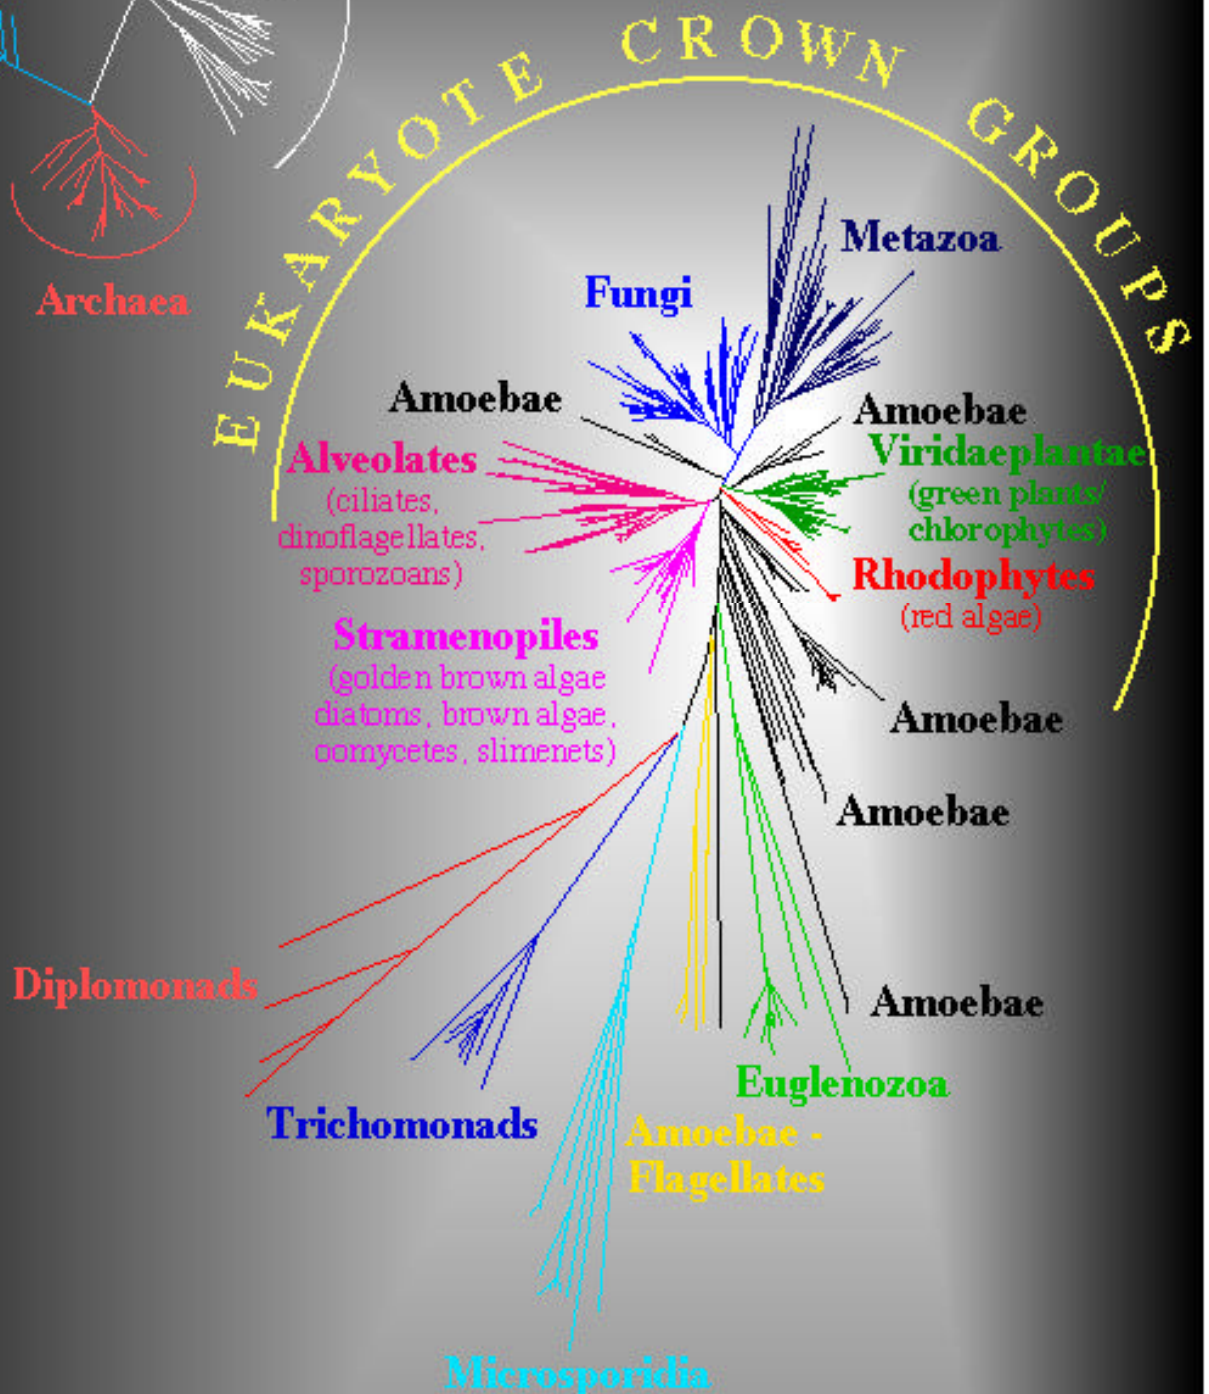 EUKARYOTE CROWN GROUPS
Metazoa
Archaea
Fungi
Amoebae
Amoebae
Alveolates
(ciliates,
dinoflagellates,
sporozoans)
Viridaeplantae
(green plants/
chlorophytes)
Rhodophytes
(red algae)
Stramenopiles
(golden brown algae
diatoms, brown algae,
oomycetes, slimenets)
Amoebae
Amoebae
Diplomonads
Amoebae
Euglenozoa
Trichomonads
Amoebae -
Flagellates
Microsporidia